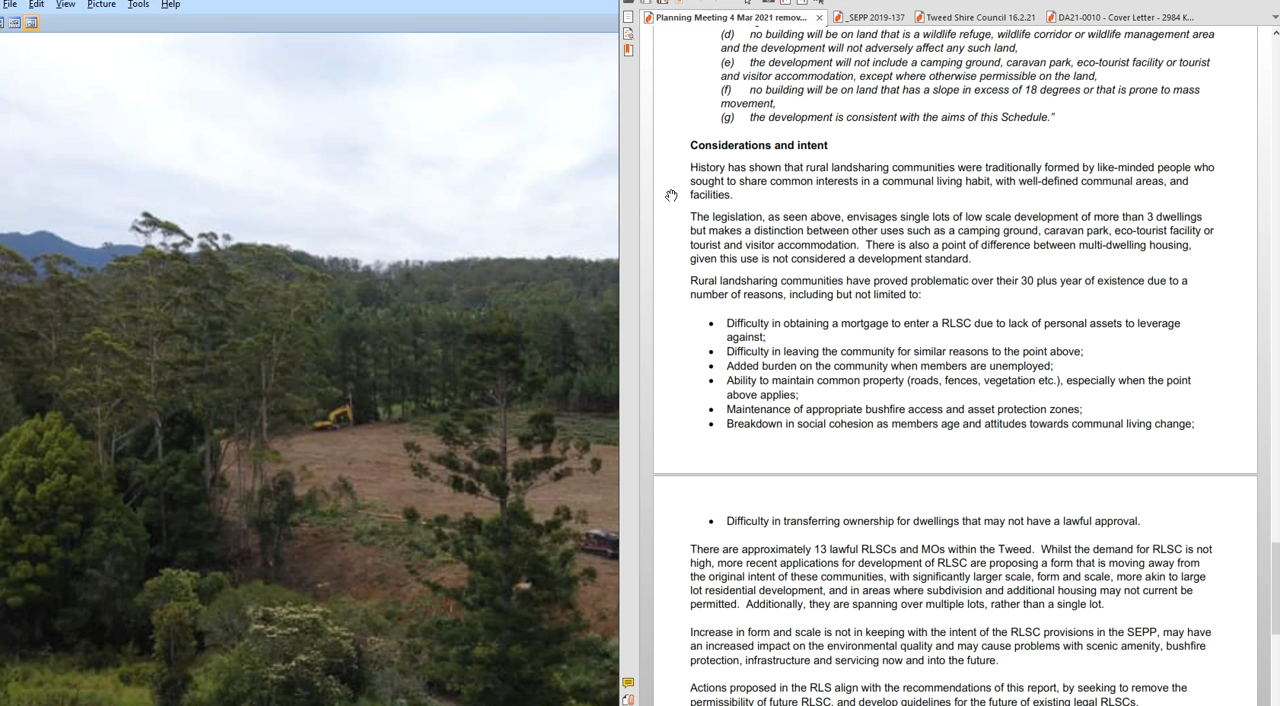 File Edit View Picture Tools Help
Planning Meeting 4 Mar 2021 remov...
_SEPP 2019-137
Tweed Shire Council 16.2.21
DA21-0010 - Cover Letter - 2984 K...
(d) no building will be on land that is a wildlife refuge, wildlife corridor or wildlife management area
and the development will not adversely affect any such land,
(e) the development will not include a camping ground, caravan park, eco-tourist facility or tourist
and visitor accommodation, except where otherwise permissible on the land,
(f) no building will be on land that has a slope in excess of 18 degrees or that is prone to mass
movement,
(g) the development is consistent with the aims of this Schedule.”
Considerations and intent
History has shown that rural landsharing communities were traditionally formed by like-minded people who
sought to share common interests in a communal living habit, with well-defined communal areas, and
facilities.
The legislation, as seen above, envisages single lots of low scale development of more than 3 dwellings
but makes a distinction between other uses such as a camping ground, caravan park, eco-tourist facility or
tourist and visitor accommodation. There is also a point of difference between multi-dwelling housing,
given this use is not considered a development standard.
Rural landsharing communities have proved problematic over their 30 plus year of existence due to a
number of reasons, including but not limited to:
• Difficulty in obtaining a mortgage to enter a RLSC due to lack of personal assets to leverage
against;
• Difficulty in leaving the community for similar reasons to the point above;
• Added burden on the community when members are unemployed;
• Ability to maintain common property (roads, fences, vegetation etc.), especially when the point
above applies;
• Maintenance of appropriate bushfire access and asset protection zones;
• Breakdown in social cohesion as members age and attitudes towards communal living change;
• Difficulty in transferring ownership for dwellings that may not have a lawful approval.
There are approximately 13 lawful RLSCs and MOs within the Tweed. Whilst the demand for RLSC is not
high, more recent applications for development of RLSC are proposing a form that is moving away from
the original intent of these communities, with significantly larger scale, form and scale, more akin to large
lot residential development, and in areas where subdivision and additional housing may not current be
permitted. Additionally, they are spanning over multiple lots, rather than a single lot.
Increase in form and scale is not in keeping with the intent of the RLSC provisions in the SEPP, may have
an increased impact on the environmental quality and may cause problems with scenic amenity, bushfire
protection, infrastructure and servicing now and into the future.
Actions proposed in the RLS align with the recommendations of this report, by seeking to remove the
permissibility of future RLSC, and develop guidelines for the future of existing legal RLSCs.